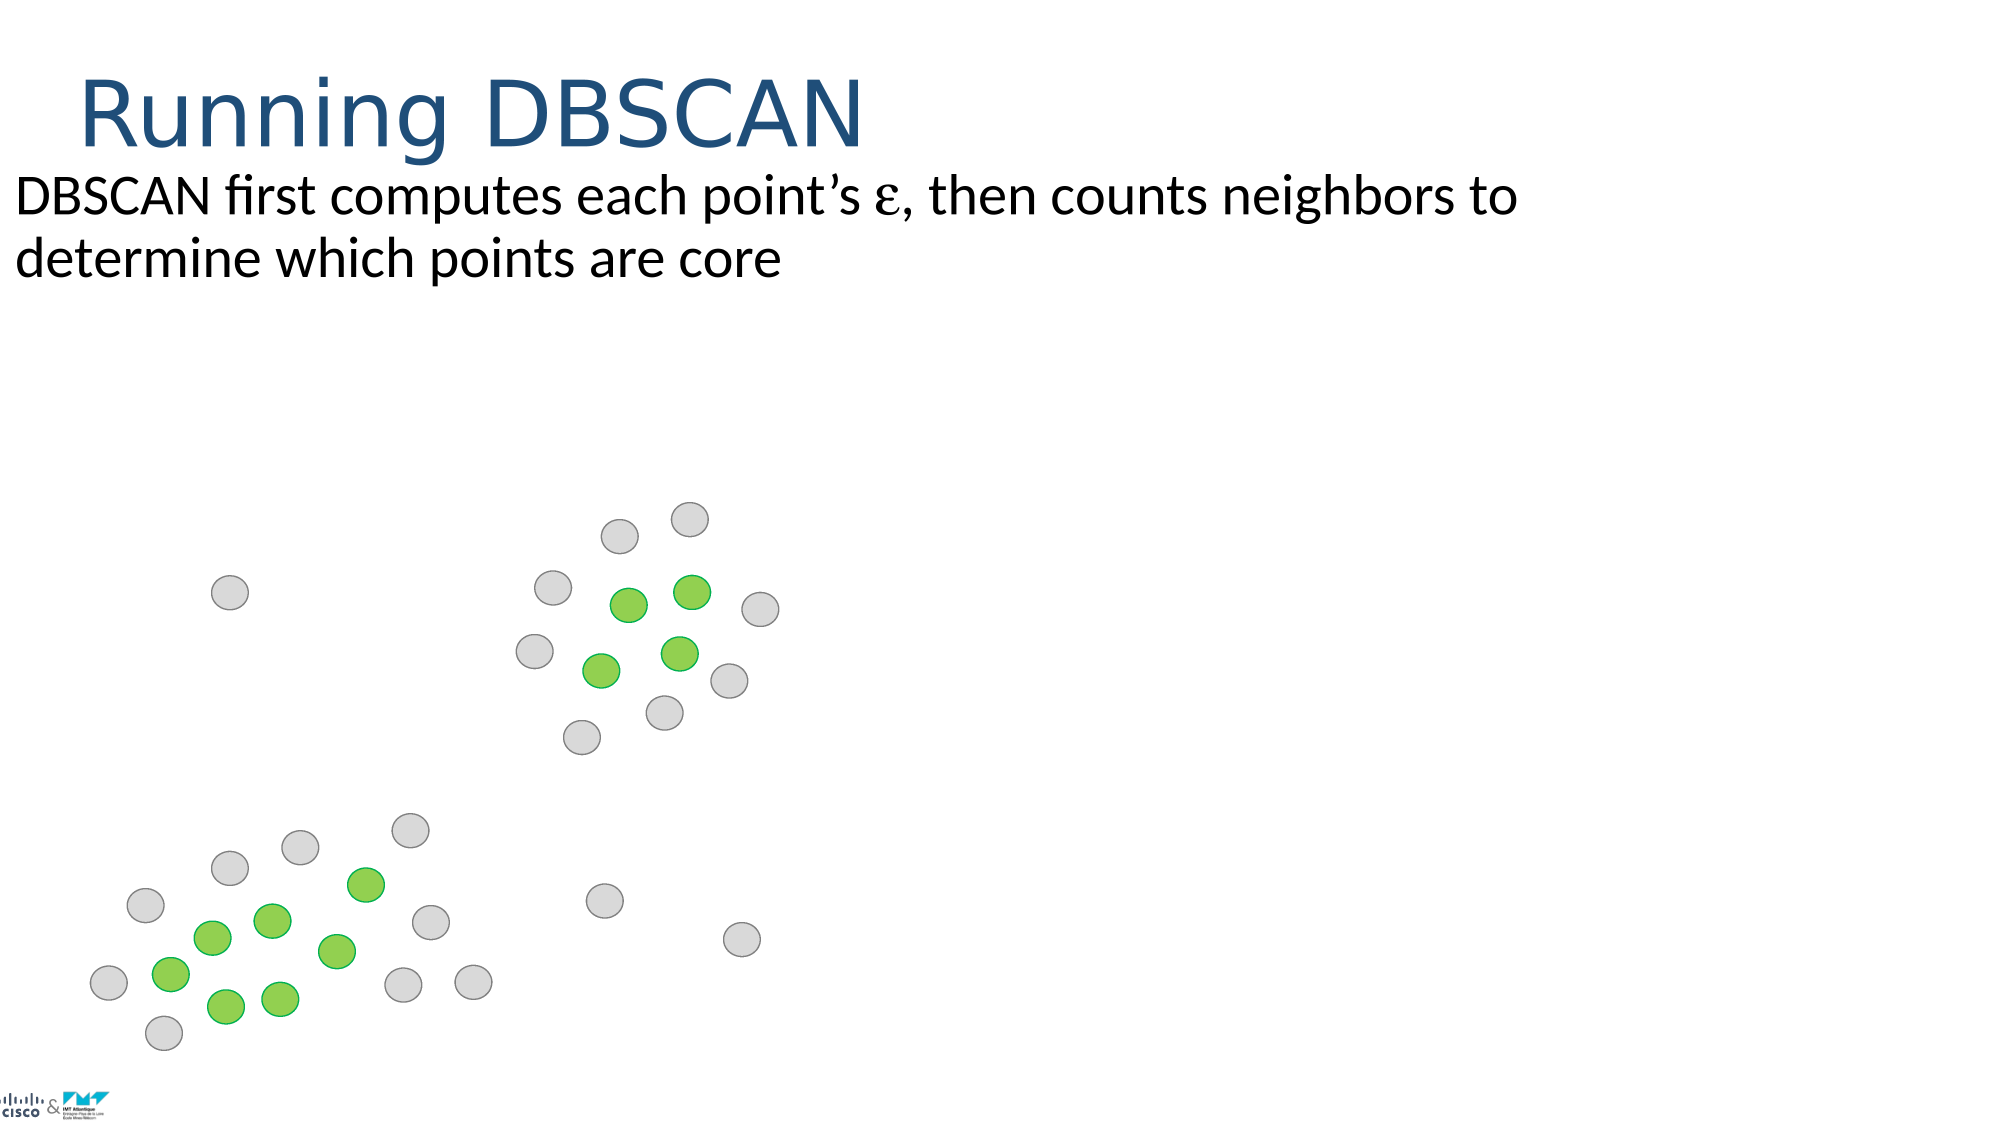 Running DBSCAN
DBSCAN first computes each point’s ε, then counts neighbors to
determine which points are core
CISCO & IMT Atlantique